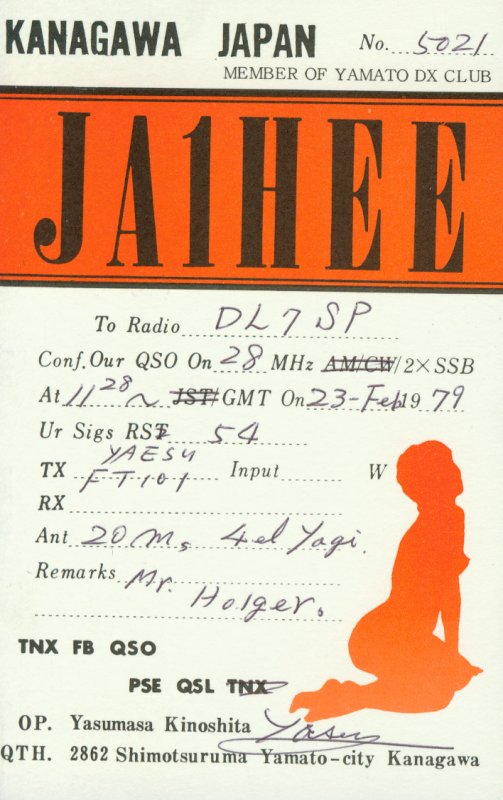 KANAGAWA JAPAN No. 5021
MEMBER OF YAMATO DX CLUB
JA1HEE
To Radio DL7SP
Conf. Our QSO On 28 MHz AM/CW/2×SSB
At 11 28 ~ JST/GMT On 23-Feb 1979
Ur Sigs RST 54
TX YAESU FT101 Input W
RX
Ant 20 m, 4el Yagi.
Remarks Mr. Holger.
TNX FB QSO
PSE QSL TNX
OP. Yasumasa Kinoshita Yasu
QTH. 2862 Shimotsuruma Yamato-city Kanagawa